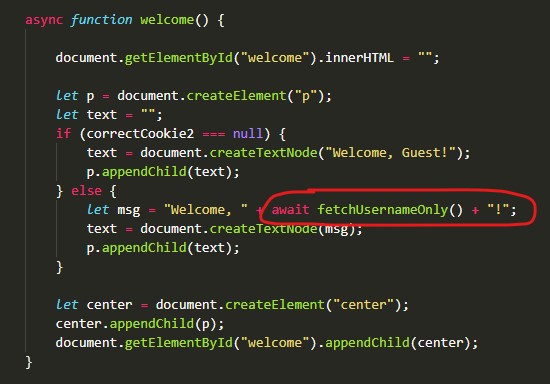 async function welcome() {
document.getElementById("welcome").innerHTML = "";
let p = document.createElement("p");
let text = "";
if (correctCookie2 === null) {
text = document.createTextNode("Welcome, Guest!");
p.appendChild(text);
} else {
let msg = "Welcome, " + await fetchUsernameOnly() + "!";
text = document.createTextNode(msg);
p.appendChild(text);
}
let center = document.createElement("center");
center.appendChild(p);
document.getElementById("welcome").appendChild(center);
}